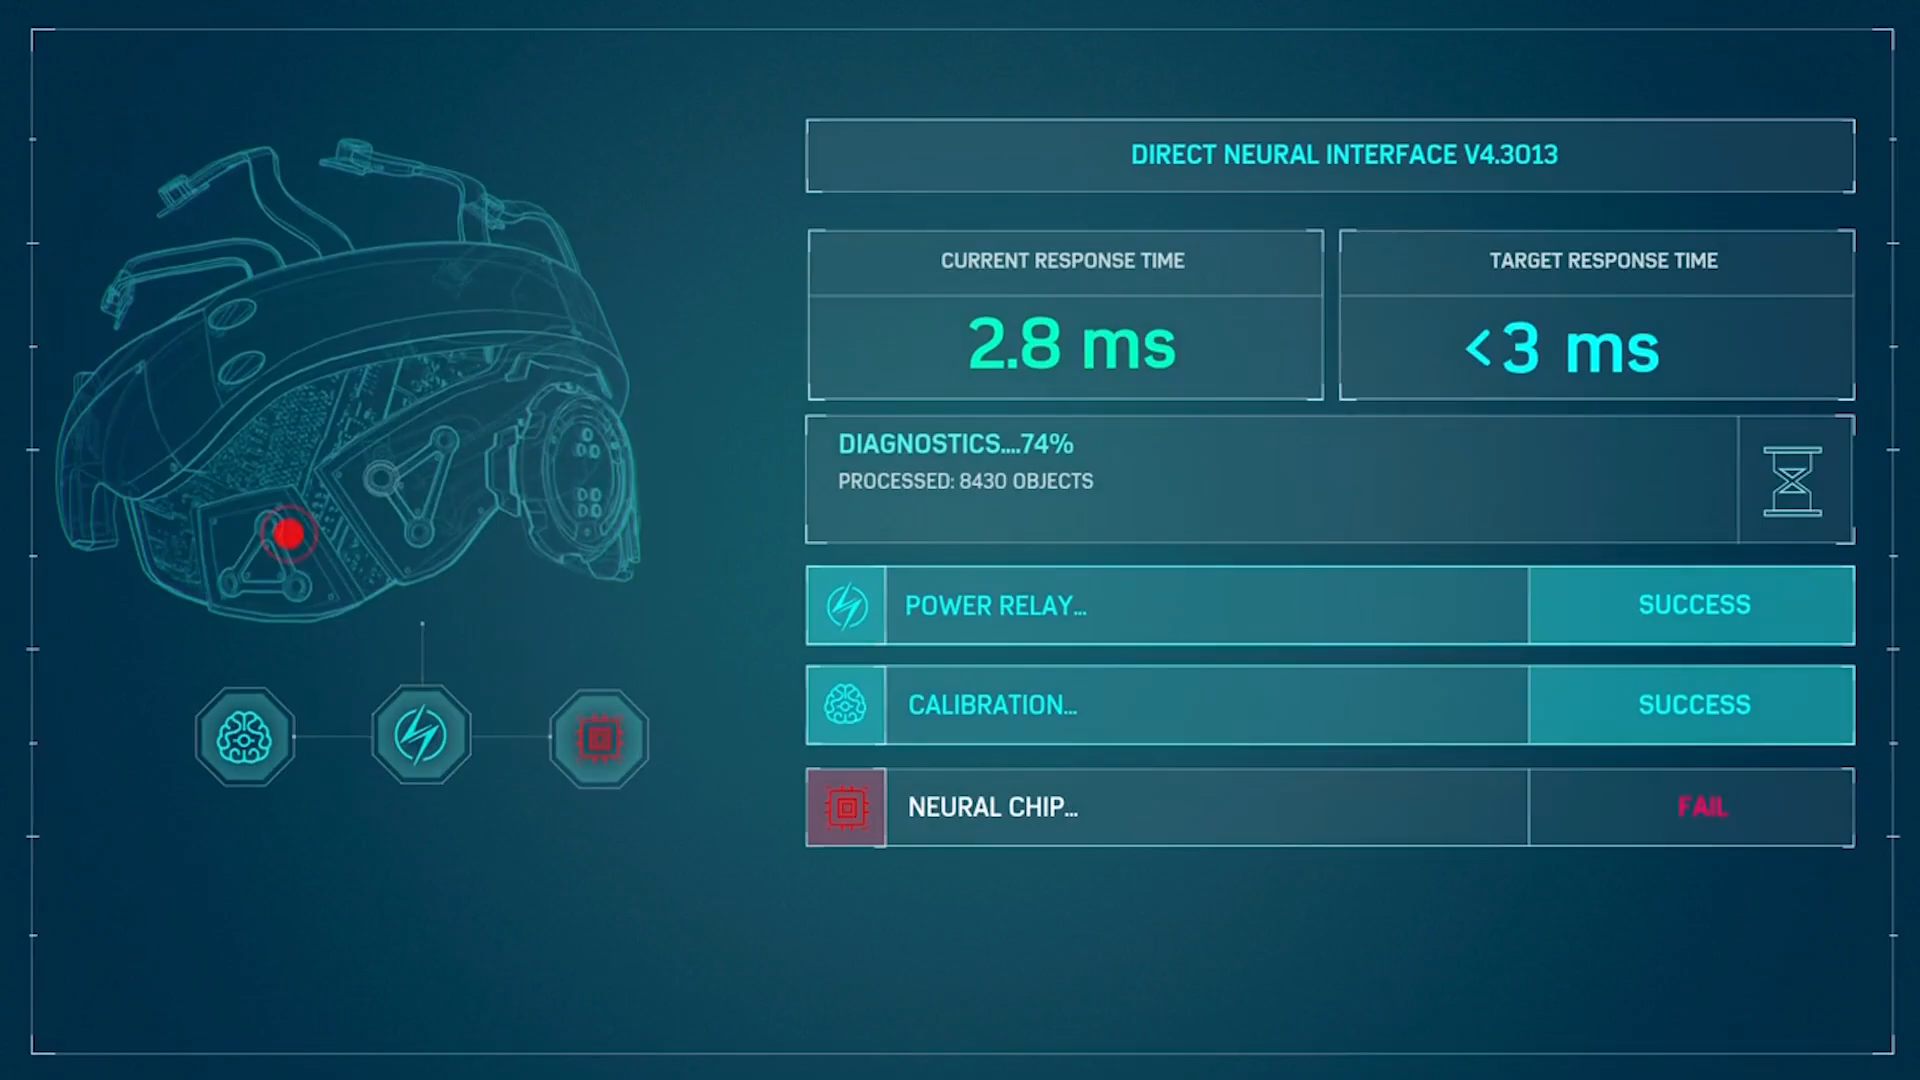 DIRECT NEURAL INTERFACE V4.3013
CURRENT RESPONSE TIME
2.8 ms
TARGET RESPONSE TIME
<3 ms
DIAGNOSTICS....74%
PROCESSED: 8430 OBJECTS
POWER RELAY...
SUCCESS
CALIBRATION...
SUCCESS
NEURAL CHIP...
FAIL